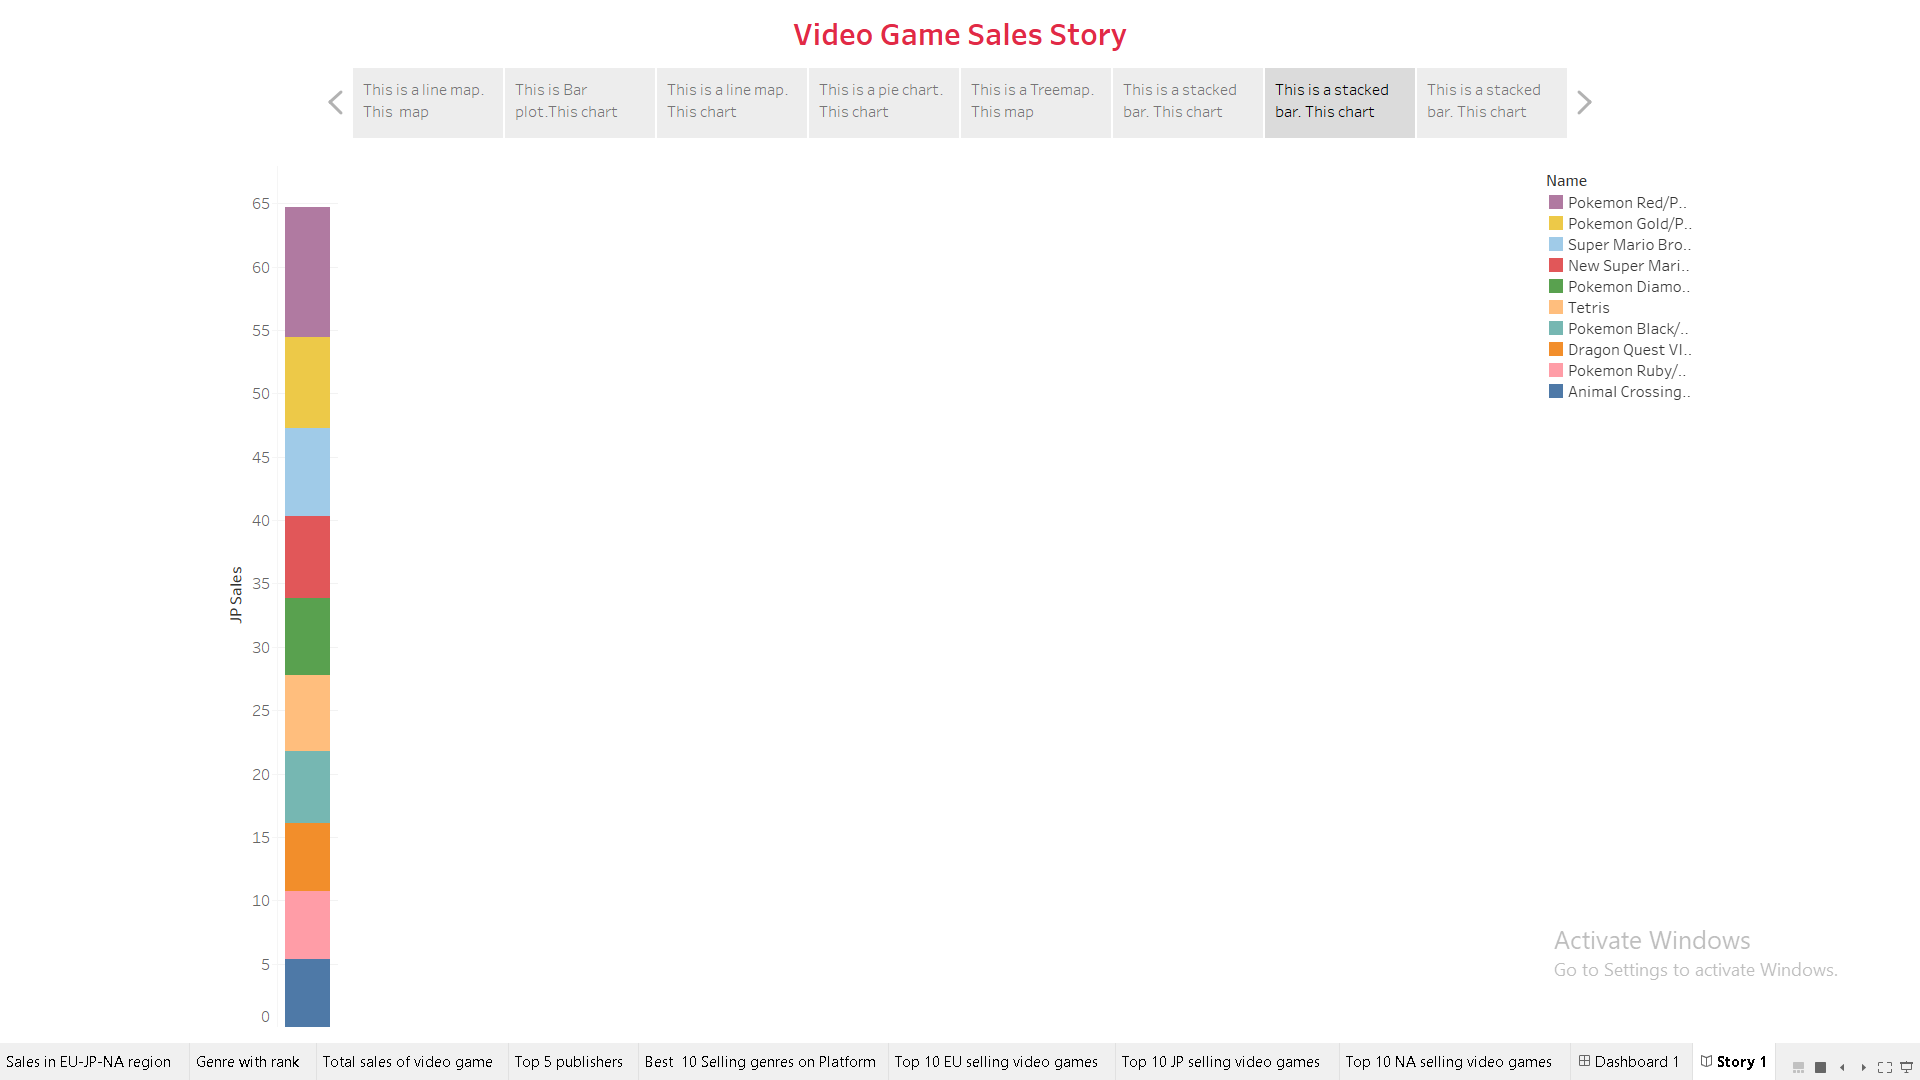 Video Game Sales Story
This is a line map.
This  map
This is Bar
plot.This chart
This is a line map.
This chart
This is a pie chart.
This chart
This is a Treemap.
This map
This is a stacked
bar. This chart
This is a stacked
bar. This chart
This is a stacked
bar. This chart
65
60
55
50
45
40
35
30
25
20
15
10
5
0
JP Sales
Name
Pokemon Red/P..
Pokemon Gold/P..
Super Mario Bro..
New Super Mari..
Pokemon Diamo..
Tetris
Pokemon Black/..
Dragon Quest VI..
Pokemon Ruby/..
Animal Crossing..
Activate Windows
Go to Settings to activate Windows.
Sales in EU-JP-NA region
Genre with rank
Total sales of video game
Top 5 publishers
Best  10 Selling genres on Platform
Top 10 EU selling video games
Top 10 JP selling video games
Top 10 NA selling video games
Dashboard 1
Story 1